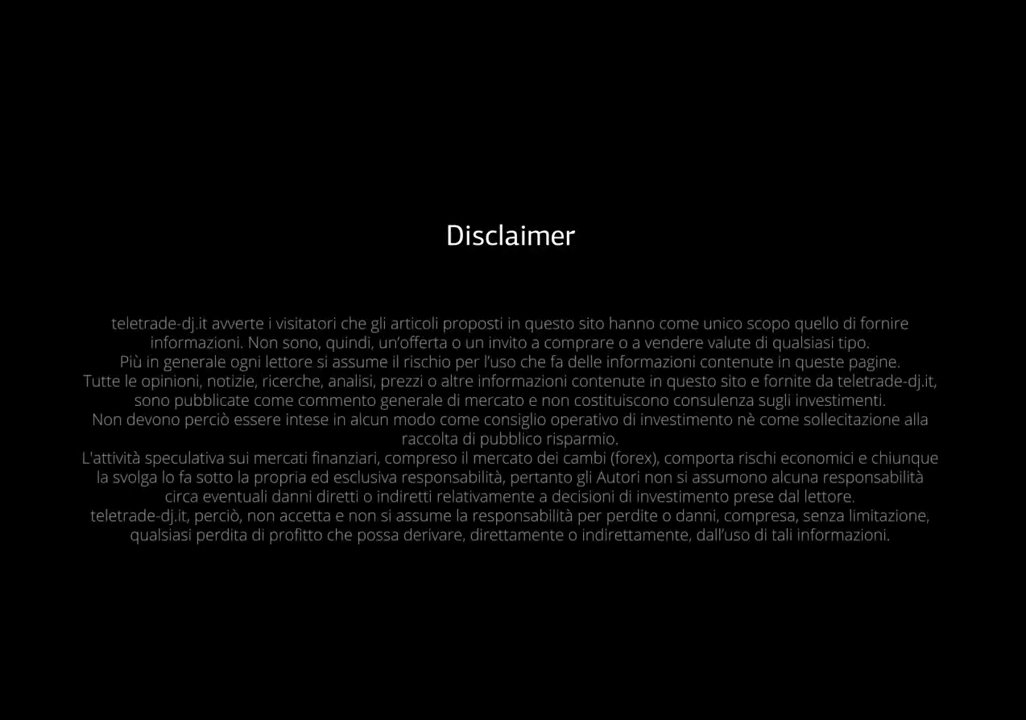 Disclaimer
teletrade-dj.it avverte i visitatori che gli articoli proposti in questo sito hanno come unico scopo quello di fornire
informazioni. Non sono, quindi, un’offerta o un invito a comprare o a vendere valute di qualsiasi tipo.
Più in generale ogni lettore si assume il rischio per l’uso che fa delle informazioni contenute in queste pagine.
Tutte le opinioni, notizie, ricerche, analisi, prezzi o altre informazioni contenute in questo sito e fornite da teletrade-dj.it,
sono pubblicate come commento generale di mercato e non costituiscono consulenza sugli investimenti.
Non devono perciò essere intese in alcun modo come consiglio operativo di investimento nè come sollecitazione alla
raccolta di pubblico risparmio.
L'attività speculativa sui mercati finanziari, compreso il mercato dei cambi (forex), comporta rischi economici e chiunque
la svolga lo fa sotto la propria ed esclusiva responsabilità, pertanto gli Autori non si assumono alcuna responsabilità
circa eventuali danni diretti o indiretti relativamente a decisioni di investimento prese dal lettore.
teletrade-dj.it, perciò, non accetta e non si assume la responsabilità per perdite o danni, compresa, senza limitazione,
qualsiasi perdita di profitto che possa derivare, direttamente o indirettamente, dall’uso di tali informazioni.